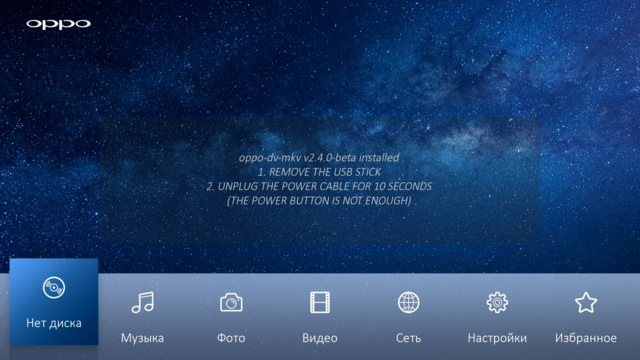 oppo
oppo-dv-mkv v2.4.0-beta installed
1. REMOVE THE USB STICK
2. UNPLUG THE POWER CABLE FOR 10 SECONDS
(THE POWER BUTTON IS NOT ENOUGH)
Нет диска
Музыка
Фото
Видео
Сеть
Настройки
Избранное